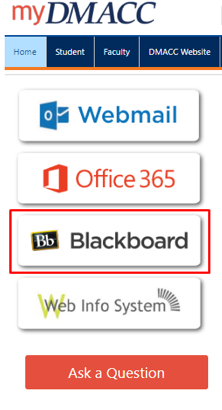 myDMACC
Home Student Faculty DMACC Website
Webmail
Office 365
Bb Blackboard
Web Info System
Ask a Question